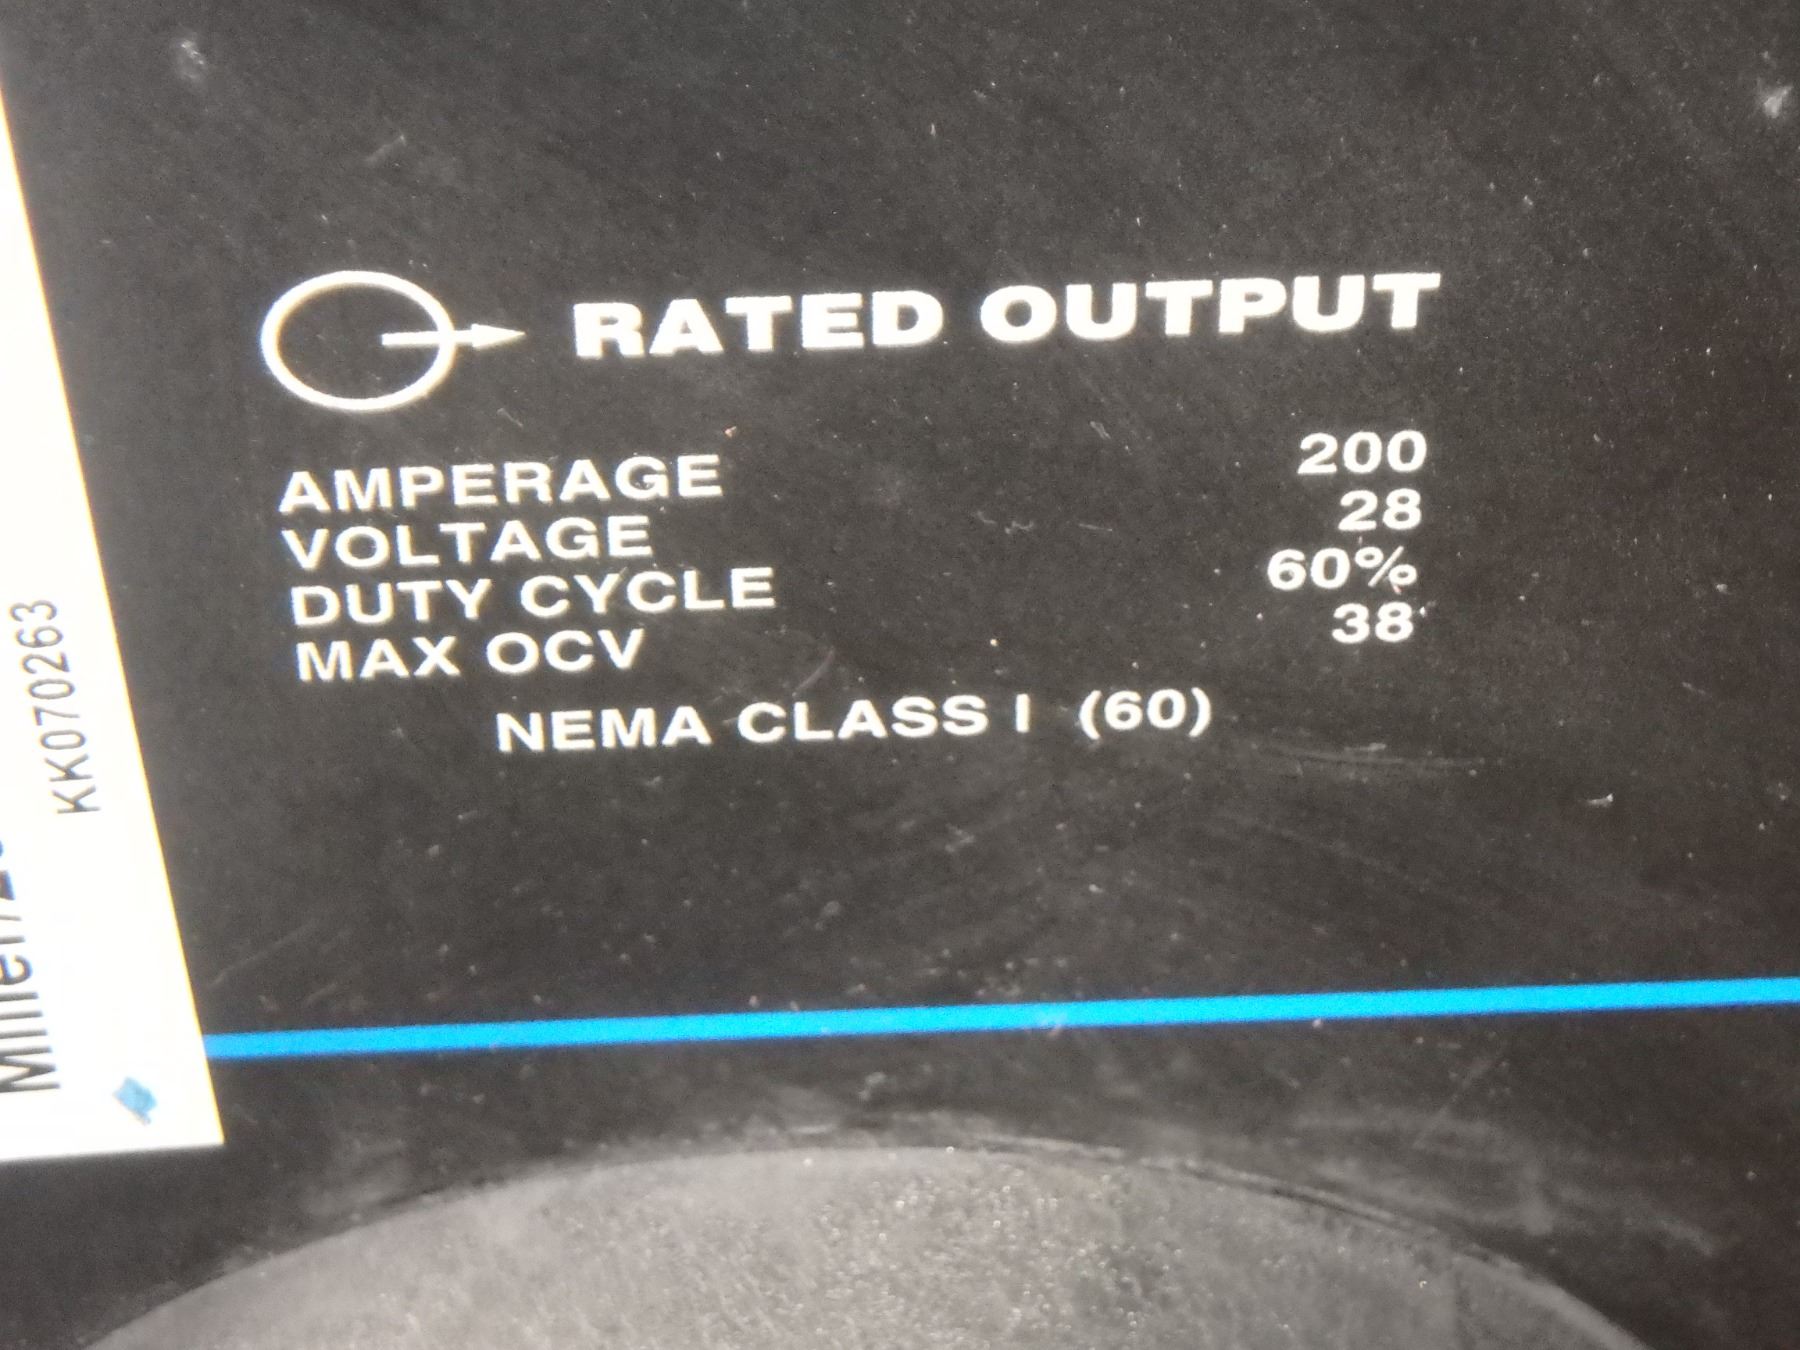 RATED OUTPUT
AMPERAGE 200
VOLTAGE 28
DUTY CYCLE 60%
MAX OCV 38
NEMA CLASS I (60)
KK070263